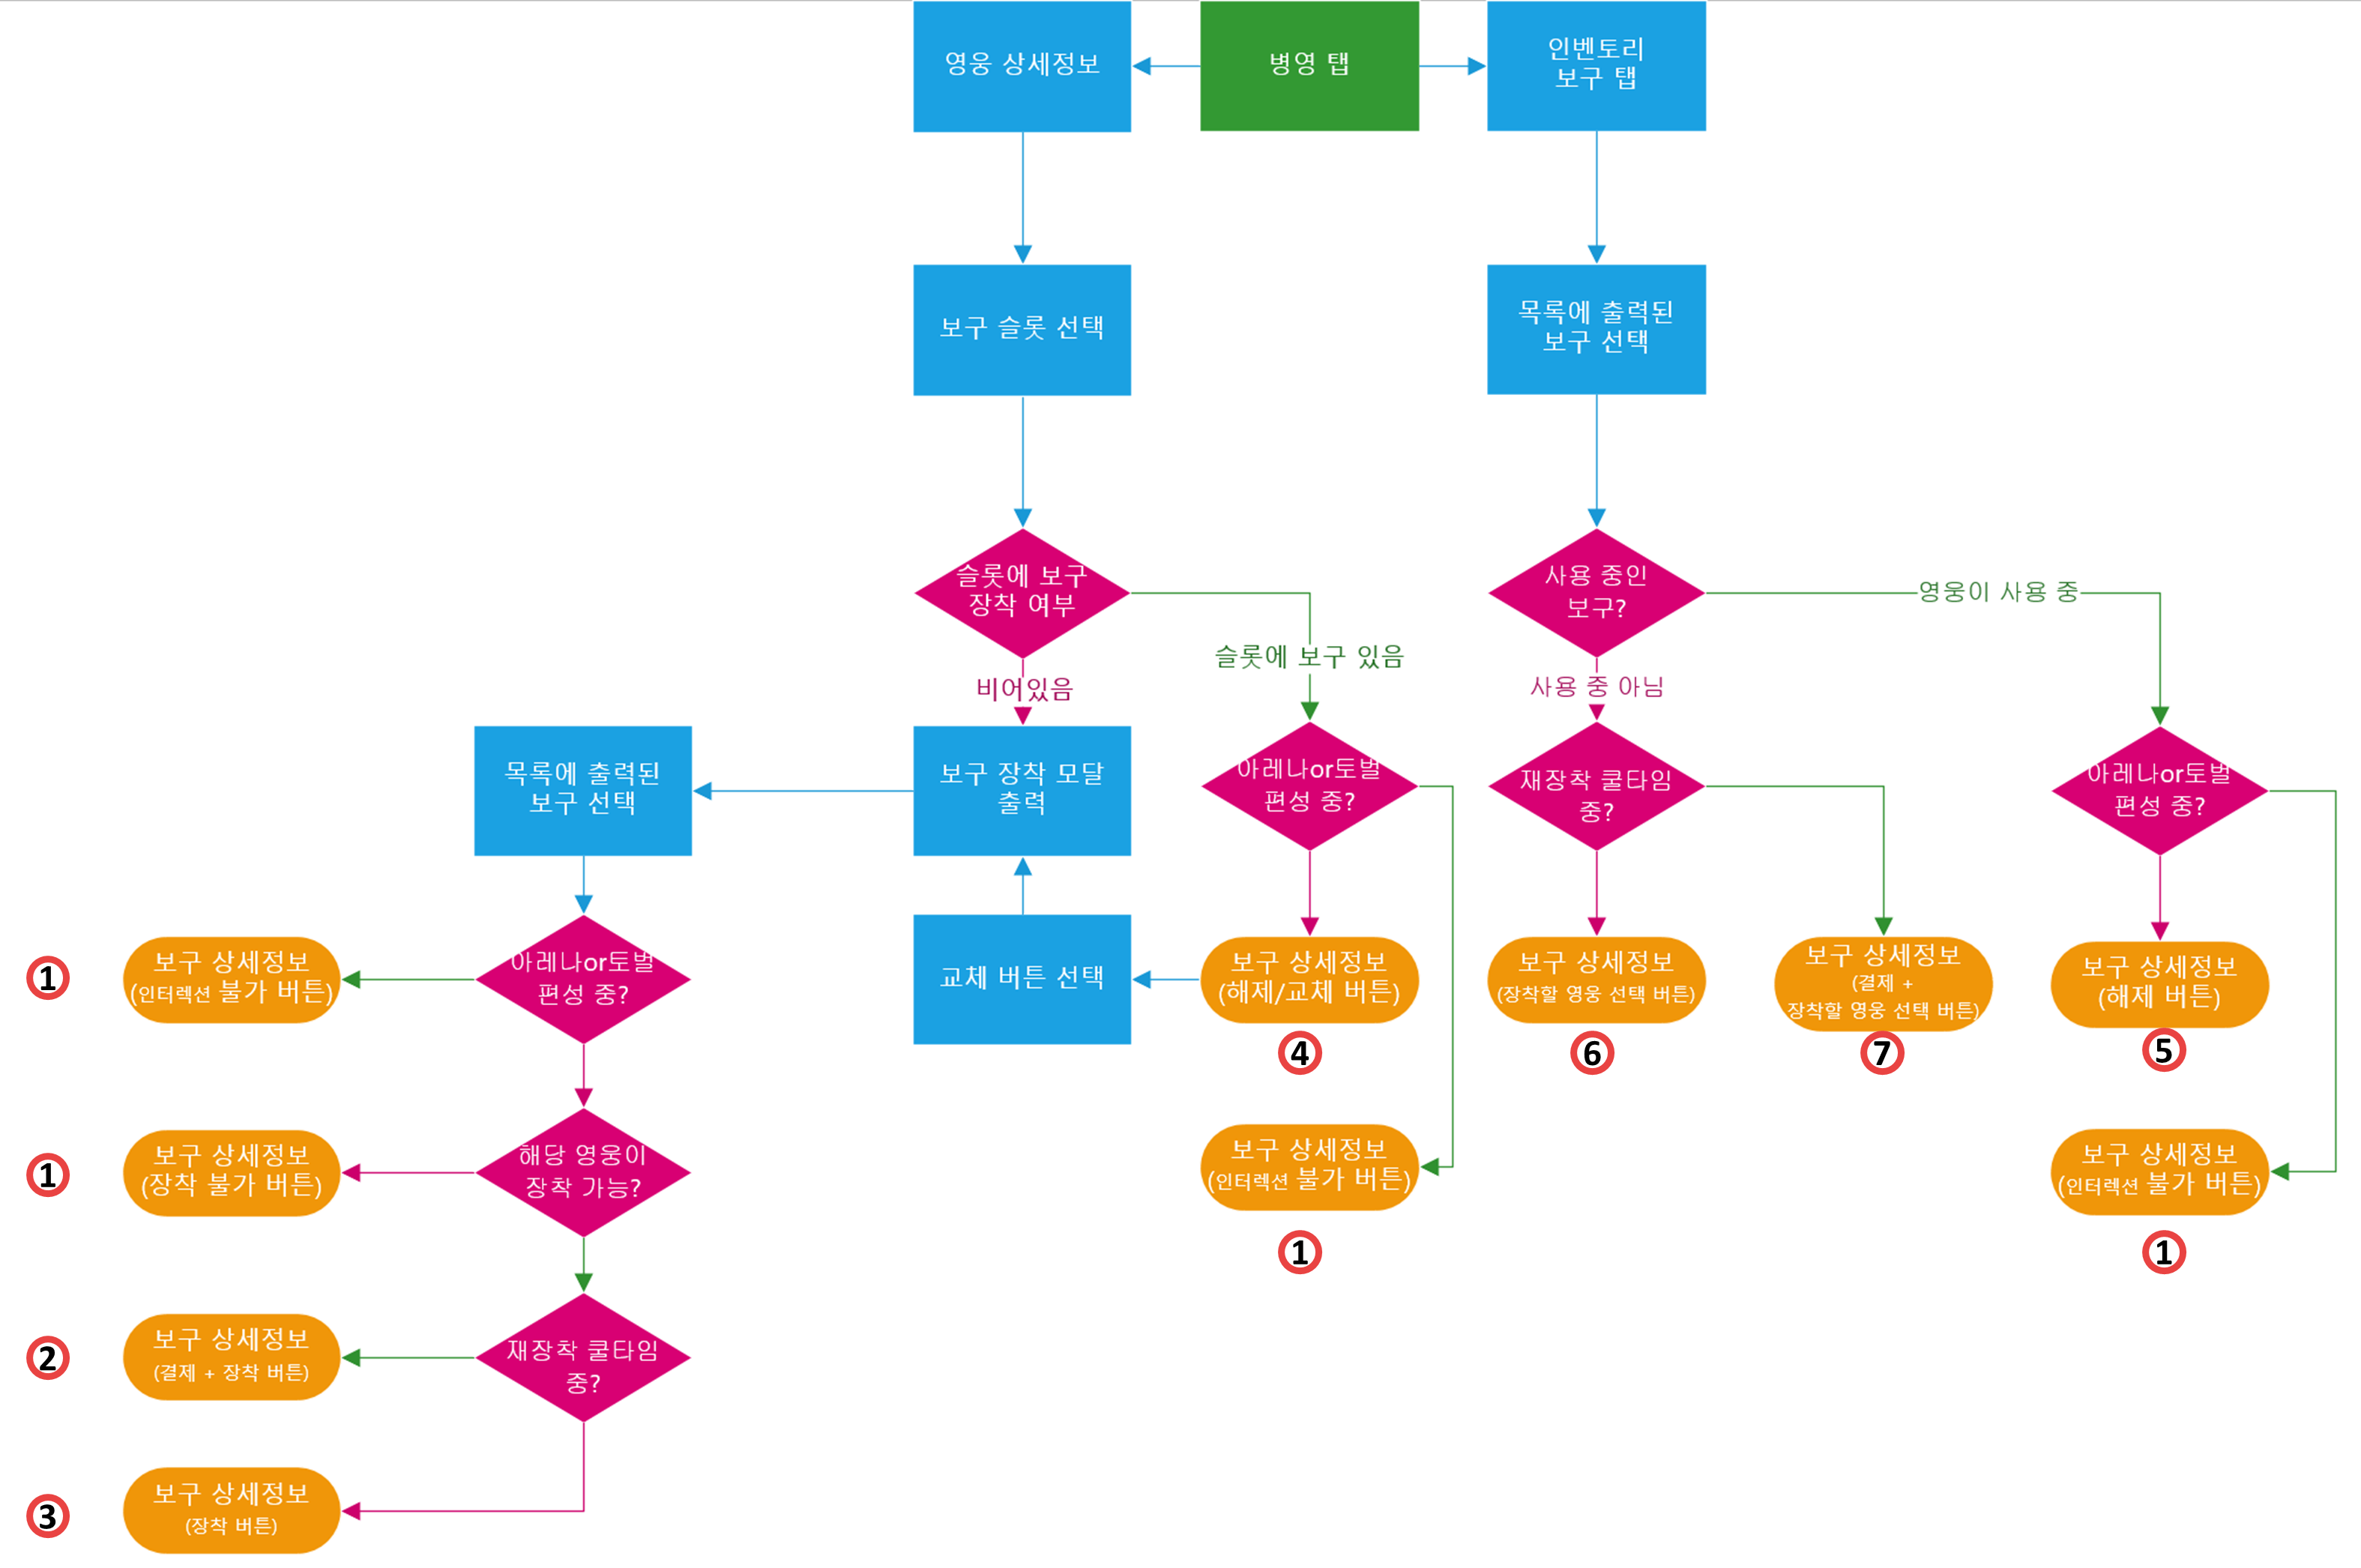 영웅 상세정보
병영 탭
인벤토리
보구 탭
보구 슬롯 선택
목록에 출력된
보구 선택
슬롯에 보구
장착 여부
사용 중인
보구?
영웅이 사용 중
슬롯에 보구 있음
비어있음
사용 중 아님
목록에 출력된
보구 선택
보구 장착 모달
출력
아레나or토벌
편성 중?
재장착 쿨타임
중?
아레나or토벌
편성 중?
1
보구 상세정보
(인터렉션 불가 버튼)
아레나or토벌
편성 중?
교체 버튼 선택
보구 상세정보
(해제/교체 버튼)
4
보구 상세정보
(장착할 영웅 선택 버튼)
6
보구 상세정보
(결제 +
장착할 영웅 선택 버튼)
7
보구 상세정보
(해제 버튼)
5
1
보구 상세정보
(장착 불가 버튼)
해당 영웅이
장착 가능?
보구 상세정보
(인터렉션 불가 버튼)
1
보구 상세정보
(인터렉션 불가 버튼)
1
2
보구 상세정보
(결제 + 장착 버튼)
재장착 쿨타임
중?
3
보구 상세정보
(장착 버튼)